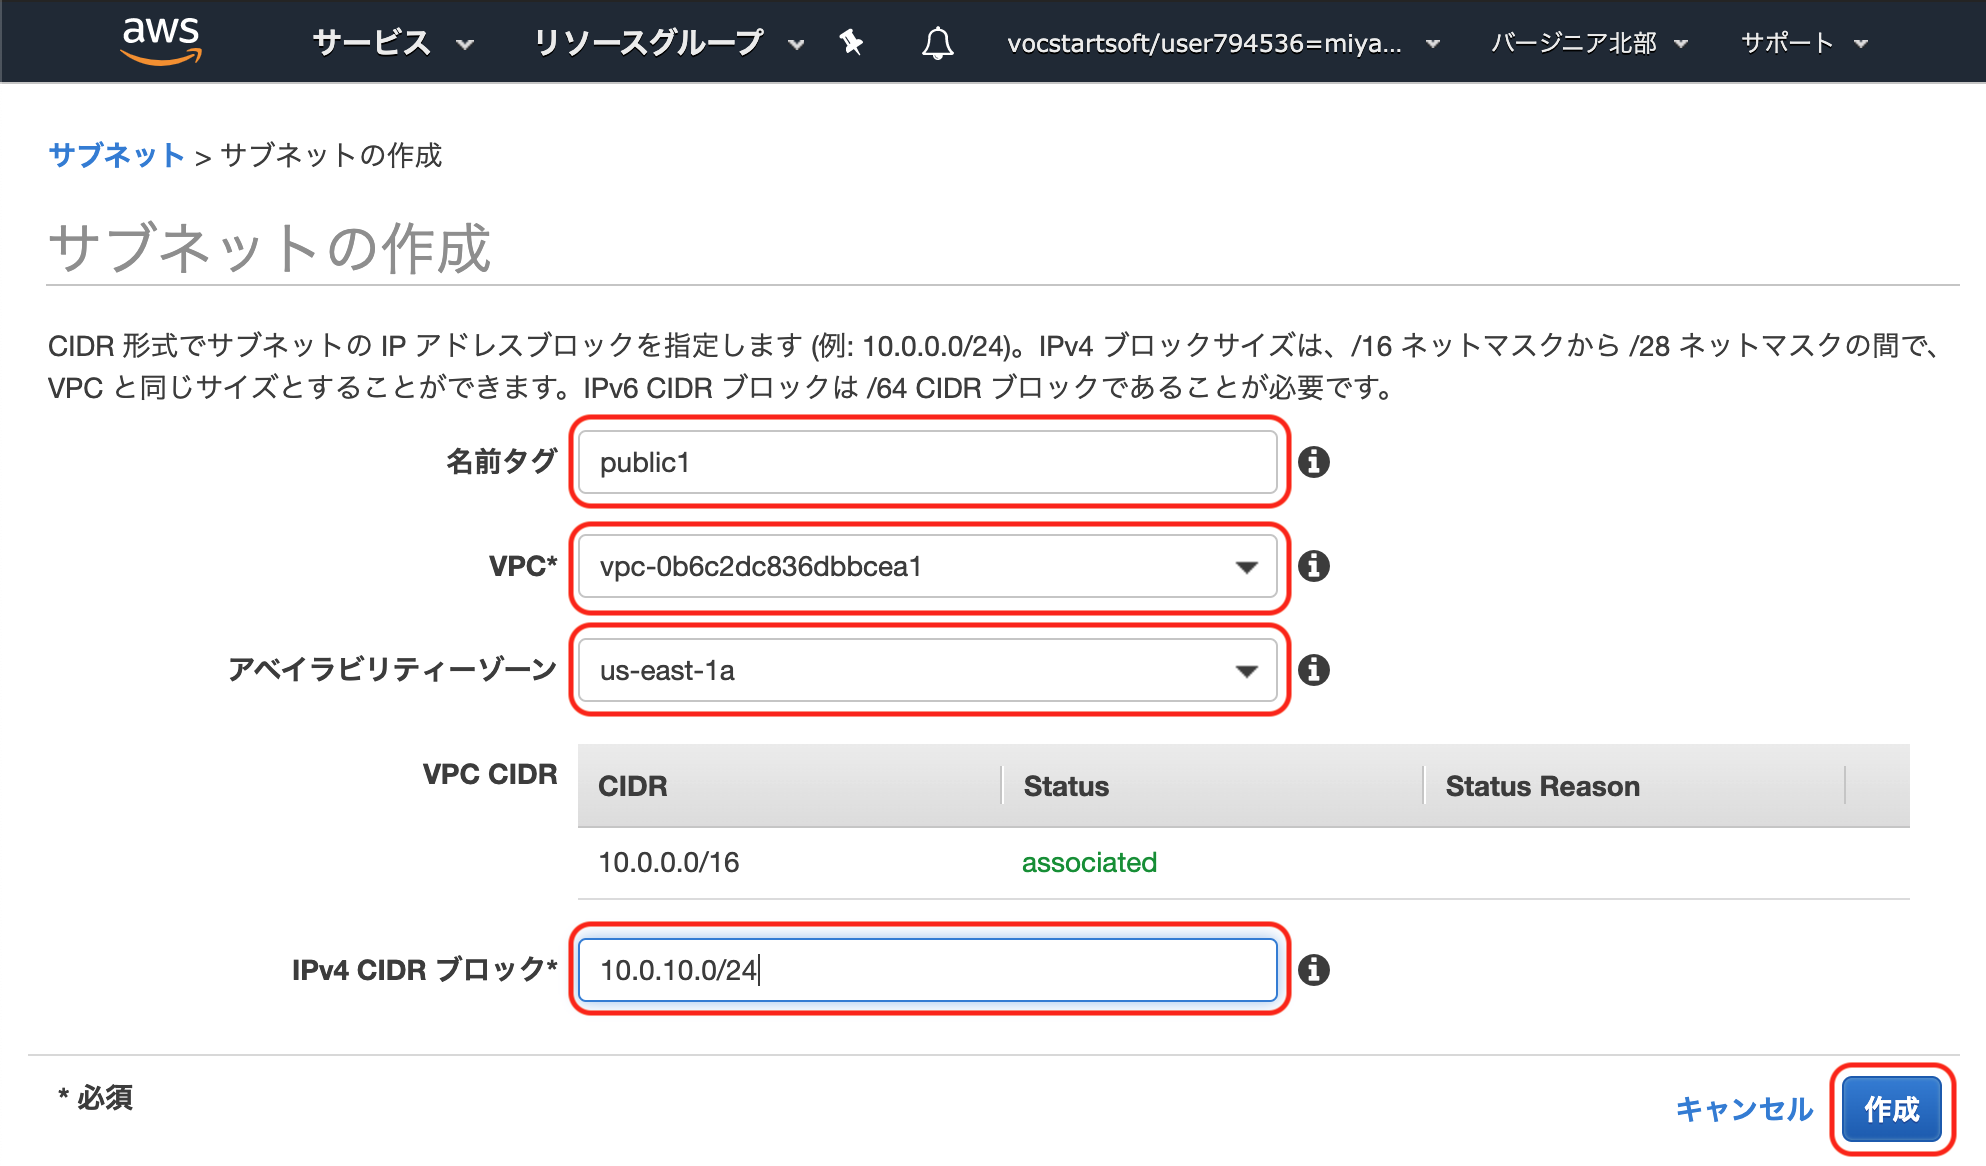 aws サービス リソースグループ vocstartsoft/user794536=miya... バージニア北部 サポート
サブネット > サブネットの作成
サブネットの作成
CIDR 形式でサブネットの IP アドレスブロックを指定します (例: 10.0.0.0/24)。IPv4 ブロックサイズは、/16 ネットマスクから /28 ネットマスクの間で、
VPC と同じサイズとすることができます。IPv6 CIDR ブロックは /64 CIDR ブロックであることが必要です。
名前タグ public1
VPC* vpc-0b6c2dc836dbbcea1
アベイラビリティーゾーン us-east-1a
VPC CIDR CIDR Status Status Reason
10.0.0.0/16 associated
IPv4 CIDR ブロック* 10.0.10.0/24
* 必須
キャンセル 作成